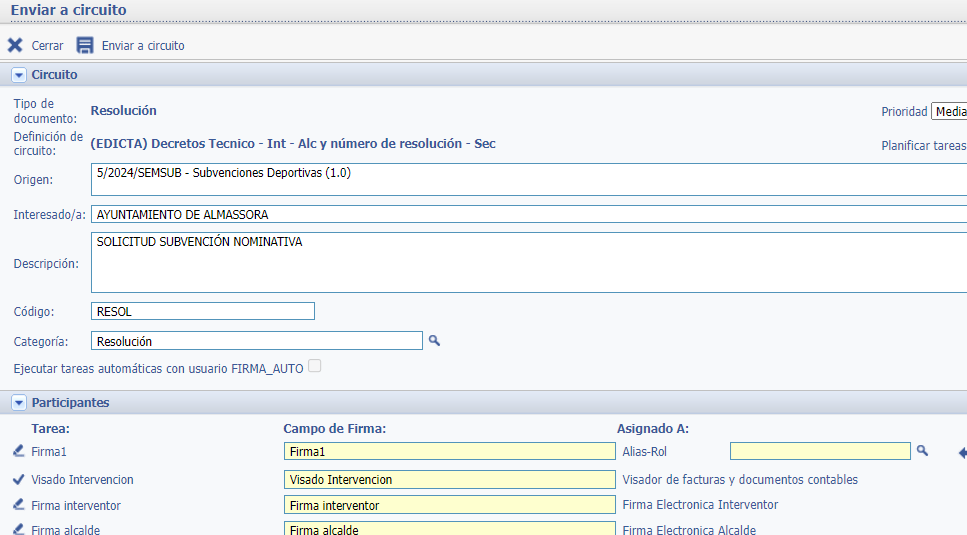 Enviar a circuito
Cerrar Enviar a circuito
Circuito
Tipo de documento: Resolución Prioridad Media
Definición de circuito: (EDICTA) Decretos Tecnico - Int - Alc y número de resolución - Sec Planificar tareas
Origen: 5/2024/SEMSUB - Subvenciones Deportivas (1.0)
Interesado/a: AYUNTAMIENTO DE ALMASSORA
Descripción: SOLICITUD SUBVENCIÓN NOMINATIVA
Código: RESOL
Categoría: Resolución
Ejecutar tareas automáticas con usuario FIRMA_AUTO
Participantes
Tarea: Campo de Firma: Asignado A:
Firma1 Firma1 Alias-Rol
Visado Intervencion Visado Intervencion Visador de facturas y documentos contables
Firma interventor Firma interventor Firma Electronica Interventor
Firma alcalde Firma alcalde Firma Electronica Alcalde